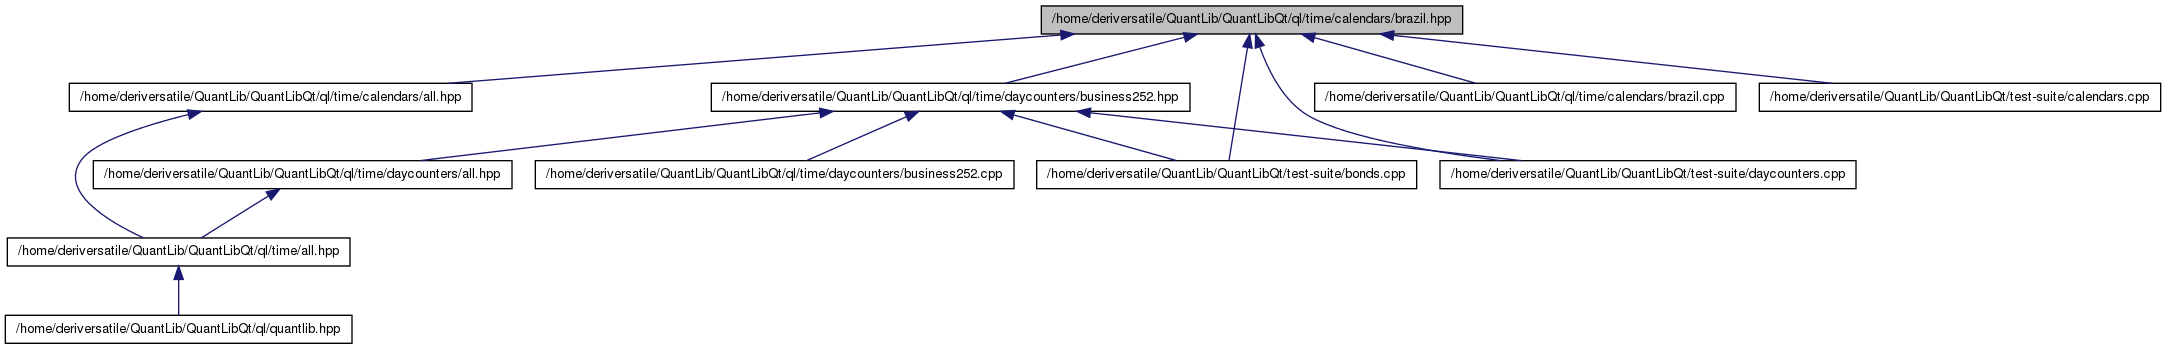 /home/deriversatile/QuantLib/QuantLibQt/ql/time/calendars/brazil.hpp
/home/deriversatile/QuantLib/QuantLibQt/ql/time/calendars/all.hpp
/home/deriversatile/QuantLib/QuantLibQt/ql/time/daycounters/business252.hpp
/home/deriversatile/QuantLib/QuantLibQt/ql/time/calendars/brazil.cpp
/home/deriversatile/QuantLib/QuantLibQt/test-suite/calendars.cpp
/home/deriversatile/QuantLib/QuantLibQt/ql/time/daycounters/all.hpp
/home/deriversatile/QuantLib/QuantLibQt/ql/time/daycounters/business252.cpp
/home/deriversatile/QuantLib/QuantLibQt/test-suite/bonds.cpp
/home/deriversatile/QuantLib/QuantLibQt/test-suite/daycounters.cpp
/home/deriversatile/QuantLib/QuantLibQt/ql/time/all.hpp
/home/deriversatile/QuantLib/QuantLibQt/ql/quantlib.hpp